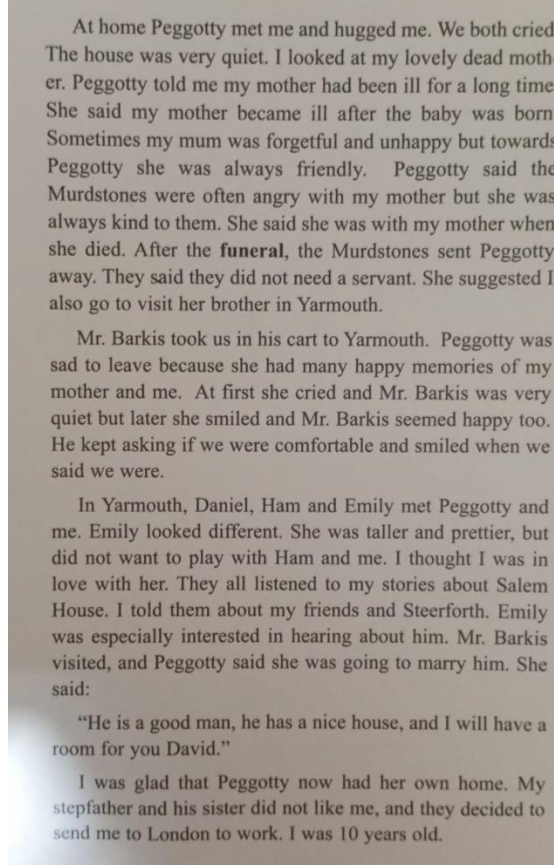 At home Peggotty met me and hugged me. We both cried
The house was very quiet. I looked at my lovely dead moth-
er. Peggotty told me my mother had been ill for a long time
She said my mother became ill after the baby was born
Sometimes my mum was forgetful and unhappy but towards
Peggotty she was always friendly. Peggotty said the
Murdstones were often angry with my mother but she was
always kind to them. She said she was with my mother when
she died. After the funeral, the Murdstones sent Peggotty
away. They said they did not need a servant. She suggested I
also go to visit her brother in Yarmouth.
Mr. Barkis took us in his cart to Yarmouth. Peggotty was
sad to leave because she had many happy memories of my
mother and me. At first she cried and Mr. Barkis was very
quiet but later she smiled and Mr. Barkis seemed happy too.
He kept asking if we were comfortable and smiled when we
said we were.
In Yarmouth, Daniel, Ham and Emily met Peggotty and
me. Emily looked different. She was taller and prettier, but
did not want to play with Ham and me. I thought I was in
love with her. They all listened to my stories about Salem
House. I told them about my friends and Steerforth. Emily
was especially interested in hearing about him. Mr. Barkis
visited, and Peggotty said she was going to marry him. She
said:
“He is a good man, he has a nice house, and I will have a
room for you David.”
I was glad that Peggotty now had her own home. My
stepfather and his sister did not like me, and they decided to
send me to London to work. I was 10 years old.